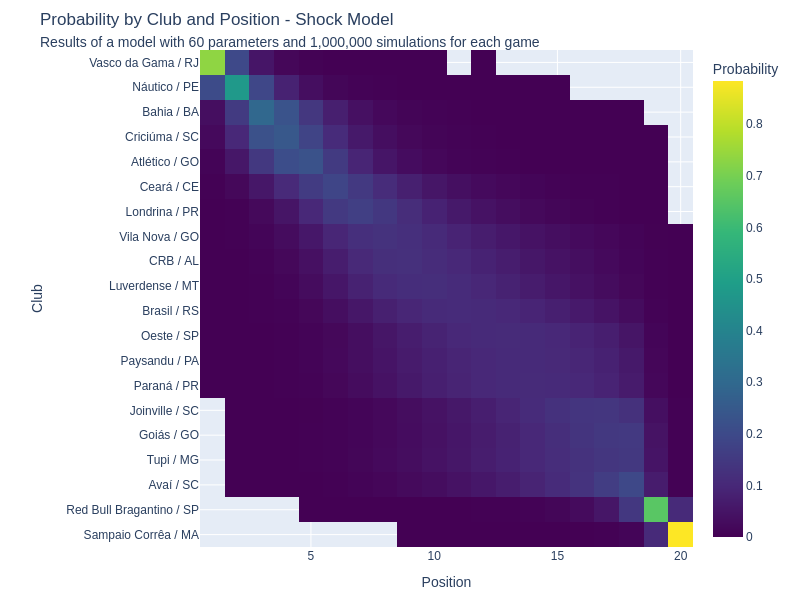 Probability by Club and Position - Shock Model
Results of a model with 60 parameters and 1,000,000 simulations for each game
Probability
Vasco da Gama / RJ
Náutico / PE
Bahia / BA
Criciúma / SC
Atlético / GO
Ceará / CE
Londrina / PR
Vila Nova / GO
CRB / AL
Luverdense / MT
Brasil / RS
Oeste / SP
Paysandu / PA
Paraná / PR
Joinville / SC
Goiás / GO
Tupi / MG
Avaí / SC
Red Bull Bragantino / SP
Sampaio Corrêa / MA
Club
5
10
15
20
Position
0.8
0.7
0.6
0.5
0.4
0.3
0.2
0.1
0